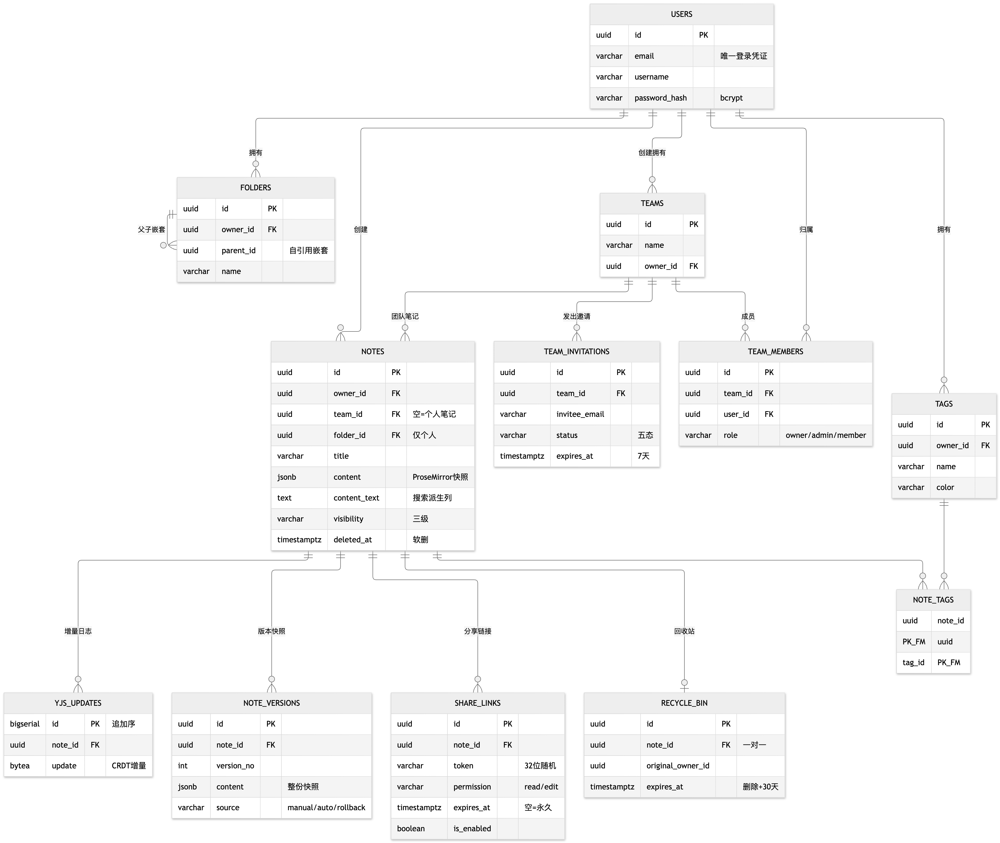 USERS
uuid id PK
varchar email 唯一登录凭证
varchar username
varchar password_hash bcrypt
拥有
创建拥有
FOLDERS
uuid id PK
uuid owner_id FK
uuid parent_id 自引用嵌套
varchar name
父子嵌套
创建
TEAMS
uuid id PK
varchar name
uuid owner_id FK
归属
拥有
团队笔记
发出邀请
成员
NOTES
uuid id PK
uuid owner_id FK
uuid team_id FK 空=个人笔记
uuid folder_id FK 仅个人
varchar title
jsonb content ProseMirror快照
text content_text 搜索派生列
varchar visibility 三级
timestamptz deleted_at 软删
TEAM_INVITATIONS
uuid id PK
uuid team_id FK
varchar invitee_email
varchar status 五态
timestamptz expires_at 7天
TEAM_MEMBERS
uuid id PK
uuid team_id FK
uuid user_id FK
varchar role owner/admin/member
TAGS
uuid id PK
uuid owner_id FK
varchar name
varchar color
NOTE_TAGS
uuid note_id
PK_FM uuid
tag_id PK_FM
增量日志
版本快照
分享链接
回收站
YJS_UPDATES
bigserial id PK 追加序
uuid note_id FK
bytea update CRDT增量
NOTE_VERSIONS
uuid id PK
uuid note_id FK
int version_no
jsonb content 整份快照
varchar source manual/auto/rollback
SHARE_LINKS
uuid id PK
uuid note_id FK
varchar token 32位随机
varchar permission read/edit
timestamptz expires_at 空=永久
boolean is_enabled
RECYCLE_BIN
uuid id PK
uuid note_id FK 一对一
uuid original_owner_id
timestamptz expires_at 删除+30天